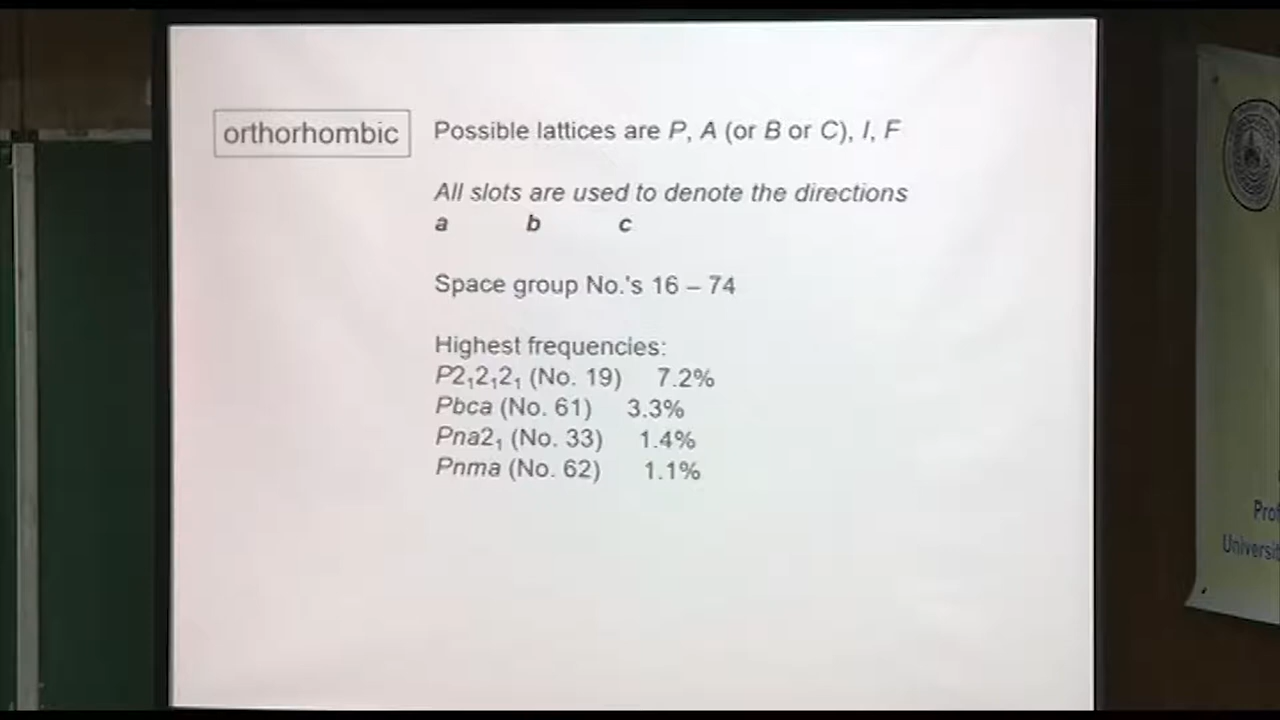 orthorhombic
Possible lattices are P, A (or B or C), I, F
All slots are used to denote the directions
a b c
Space group No.'s 16 – 74
Highest frequencies:
P2₁2₁2₁ (No. 19) 7.2%
Pbca (No. 61) 3.3%
Pna2₁ (No. 33) 1.4%
Pnma (No. 62) 1.1%